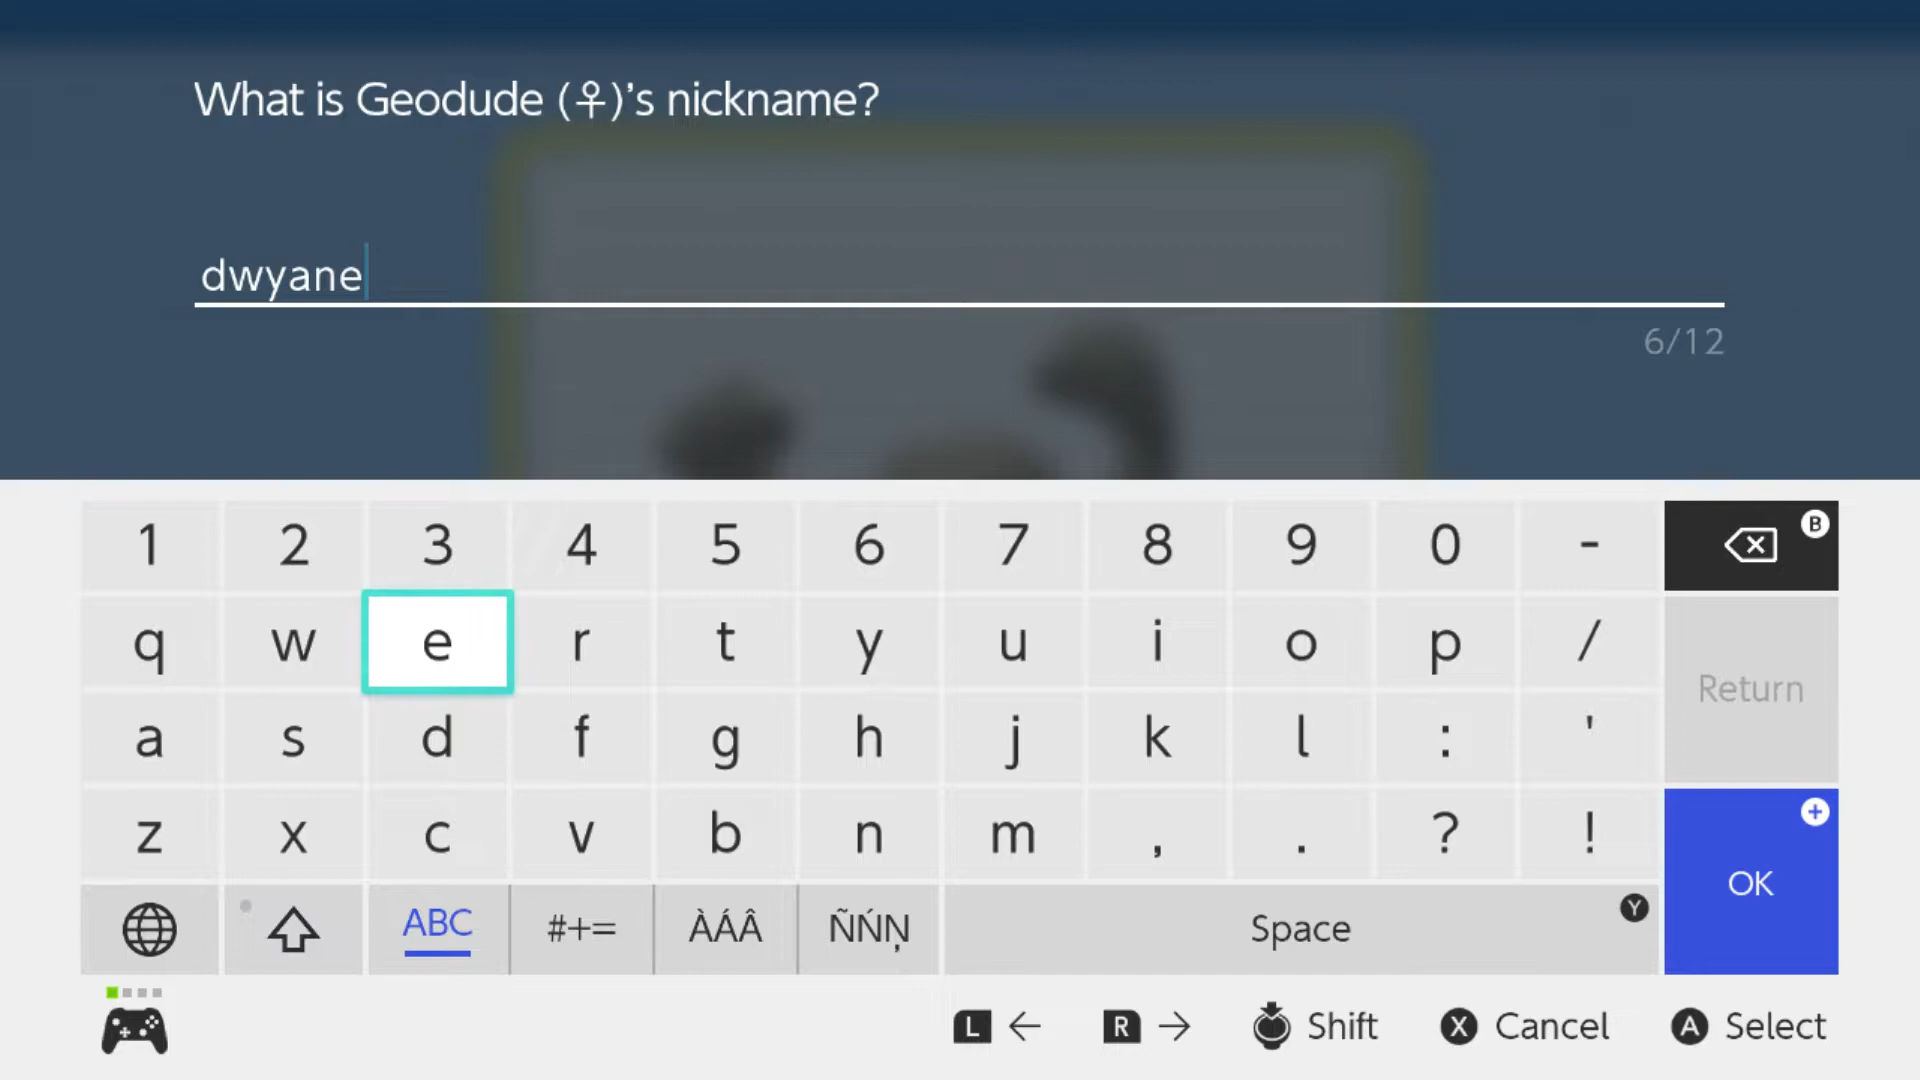 What is Geodude (♀)'s nickname?
dwyane
6/12
1 2 3 4 5 6 7 8 9 0 - B
q w e r t y u i o p /
Return
a s d f g h j k l : '
z x c v b n m , . ? ! +
OK
ABC #+= ÀÁÂ ÑŃŅ Space Y
L ← R → Shift X Cancel A Select